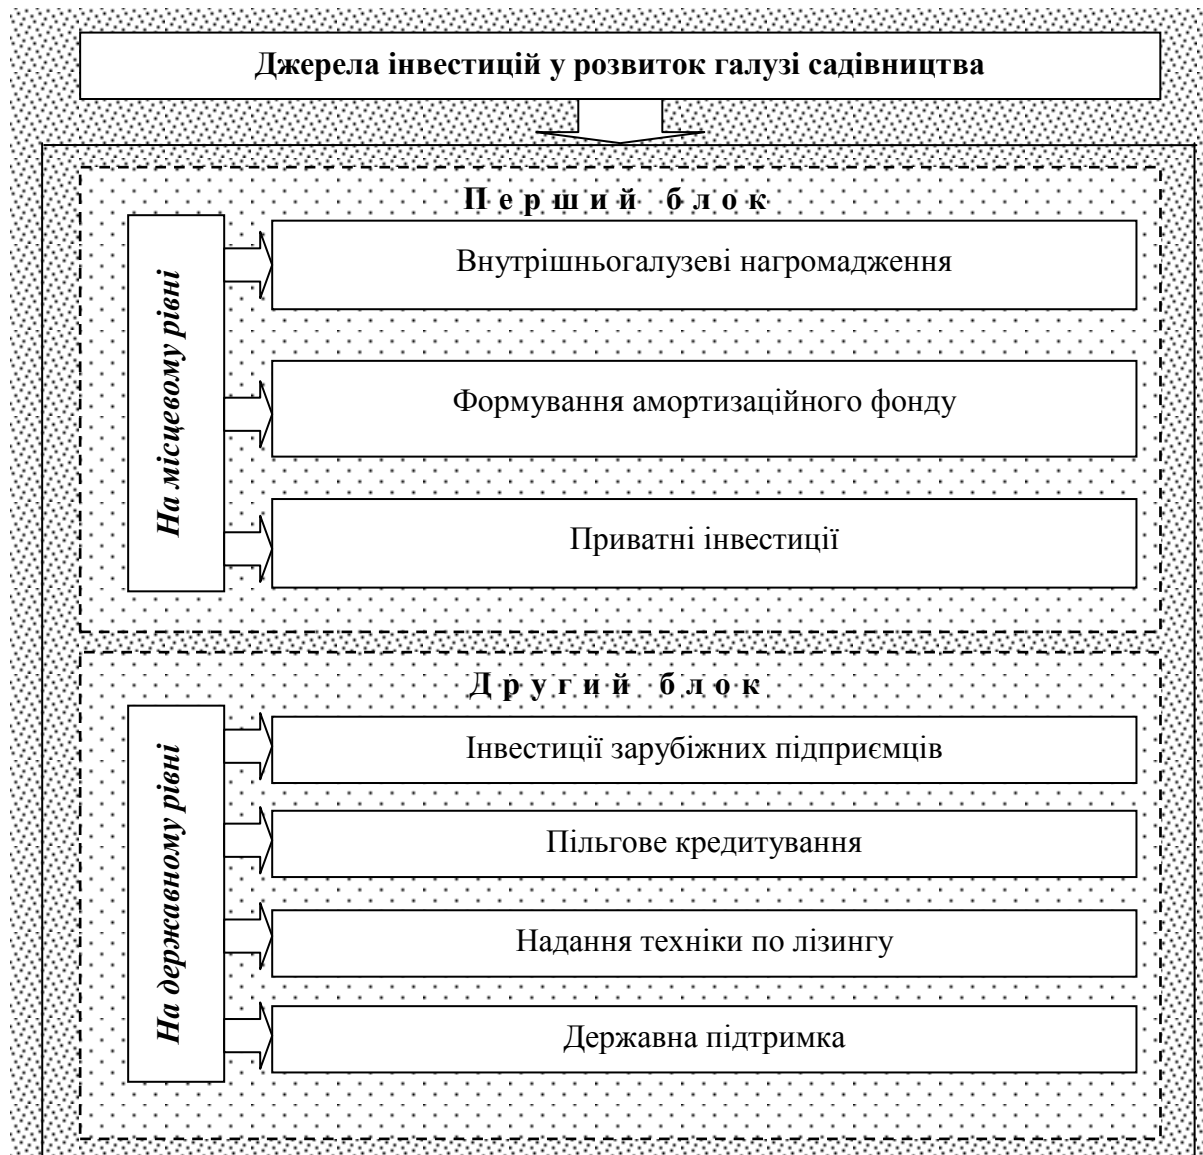 Джерела інвестицій у розвиток галузі садівництва
Перший блок
На місцевому рівні
Внутрішньогалузеві нагромадження
Формування амортизаційного фонду
Приватні інвестиції
Другий блок
На державному рівні
Інвестиції зарубіжних підприємців
Пільгове кредитування
Надання техніки по лізингу
Державна підтримка